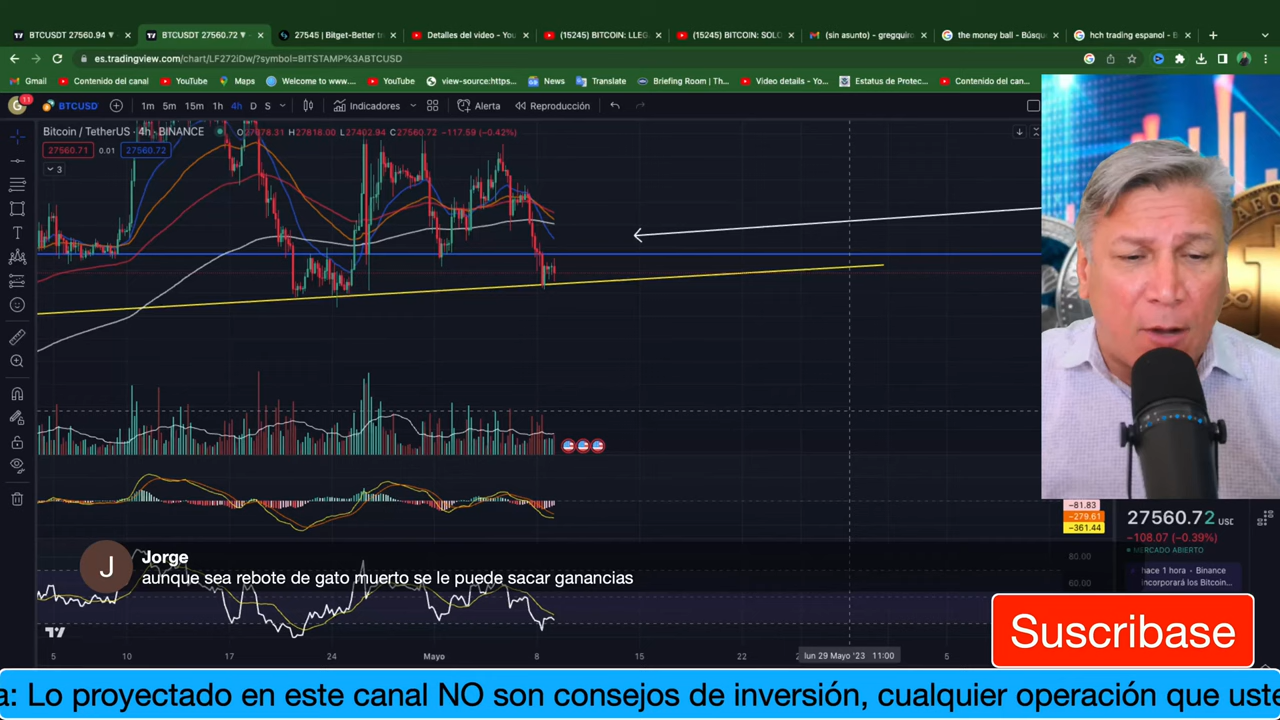 BTCUSDT 27560.94
BTCUSDT 27560.72
27545 | Bitget-Better tr
Detalles del video - You
(15245) BITCOIN: LLEG
(15245) BITCOIN: SOLO
(sin asunto) - gregquiro
the money ball - Búsqu
hch trading espanol - B
es.tradingview.com/chart/LF272iDw/?symbol=BITSTAMP%3ABTCUSD
Gmail
Contenido del canal
YouTube
Maps
Welcome to www....
YouTube
view-source:https...
News
Translate
Briefing Room | Th...
Video details - You...
Estatus de Protec...
Contenido del can...
G
11
BTCUSD
1m 5m 15m 1h 4h D S
Indicadores
Alerta
Reproducción
Bitcoin / TetherUS · 4h · BINANCE
H27818.00 L27402.94 C27560.72 -117.59 (-0.42%)
27560.71 0.01 27560.72
3
-81.83
-279.61
-361.44
80.00
60.00
27560.72 USD
-108.07 (-0.39%)
MERCADO ABIERTO
hace 1 hora · Binance
incorporará los Bitcoin...
J
Jorge
aunque sea rebote de gato muerto se le puede sacar ganancias
5 10 17 24 Mayo 8 15 22 lun 29 Mayo '23 11:00 5
Suscribase
a: Lo proyectado en este canal NO son consejos de inversión, cualquier operación que uste